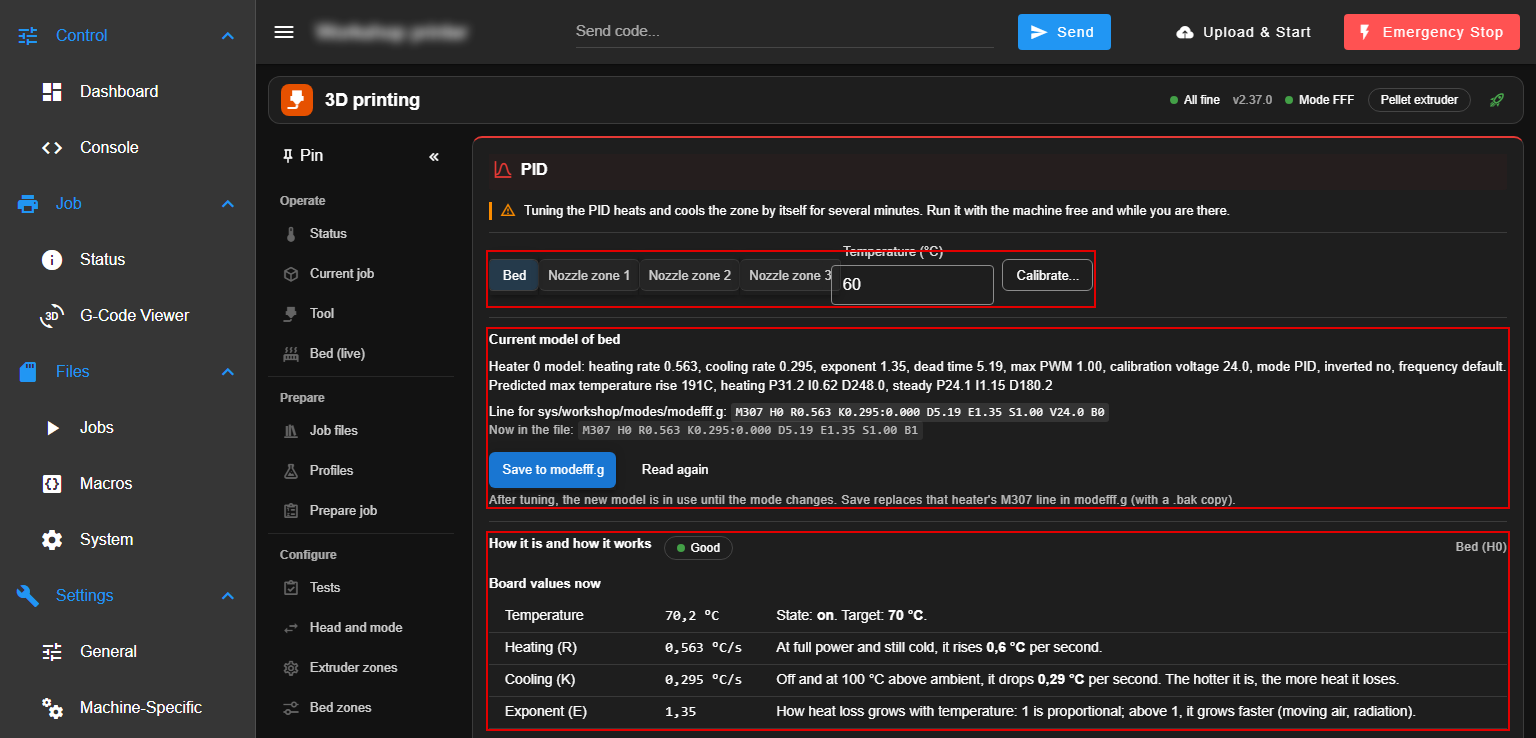 Control
Dashboard
Console
Job
Status
3D
G-Code Viewer
Files
Jobs
Macros
System
Settings
General
Machine-Specific
Send code...
Send
Upload & Start
Emergency Stop
3D printing
All fine
v2.37.0
Mode FFF
Pellet extruder
Pin
«
Operate
Status
Current job
Tool
Bed (live)
Prepare
Job files
Profiles
Prepare job
Configure
Tests
Head and mode
Extruder zones
Bed zones
PID
Tuning the PID heats and cools the zone by itself for several minutes. Run it with the machine free and while you are there.
Bed
Nozzle zone 1
Nozzle zone 2
Nozzle zone 3
Temperature (°C)
60
Calibrate...
Current model of bed
Heater 0 model: heating rate 0.563, cooling rate 0.295, exponent 1.35, dead time 5.19, max PWM 1.00, calibration voltage 24.0, mode PID, inverted no, frequency default.
Predicted max temperature rise 191C, heating P31.2 I0.62 D248.0, steady P24.1 I1.15 D180.2
Line for sys/workshop/modes/modefff.g: M307 H0 R0.563 K0.295:0.000 D5.19 E1.35 S1.00 V24.0 B0
Now in the file: M307 H0 R0.563 K0.295:0.000 D5.19 E1.35 S1.00 B1
Save to modefff.g
Read again
After tuning, the new model is in use until the mode changes. Save replaces that heater's M307 line in modefff.g (with a .bak copy).
How it is and how it works
Good
Bed (H0)
Board values now
Temperature 70,2 °C State: on. Target: 70 °C.
Heating (R) 0,563 °C/s At full power and still cold, it rises 0,6 °C per second.
Cooling (K) 0,295 °C/s Off and at 100 °C above ambient, it drops 0,29 °C per second. The hotter it is, the more heat it loses.
Exponent (E) 1,35 How heat loss grows with temperature: 1 is proportional; above 1, it grows faster (moving air, radiation).